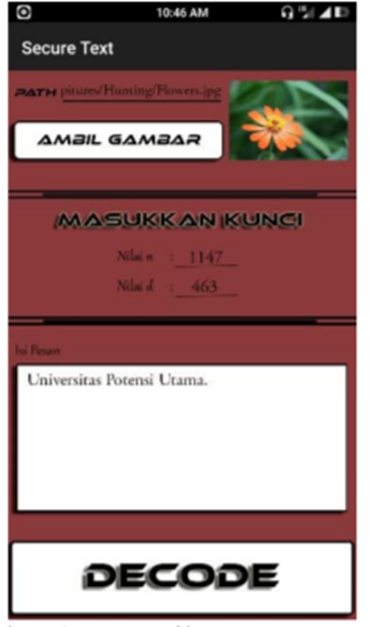 10:46 AM
Secure Text
PATH pitures/Hunting/Flowers.jpg
AMBIL GAMBAR
MASUKKAN KUNCI
Nilai n : 1147
Nilai d : 463
Isi Pesan
Universitas Potensi Utama.
DECODE